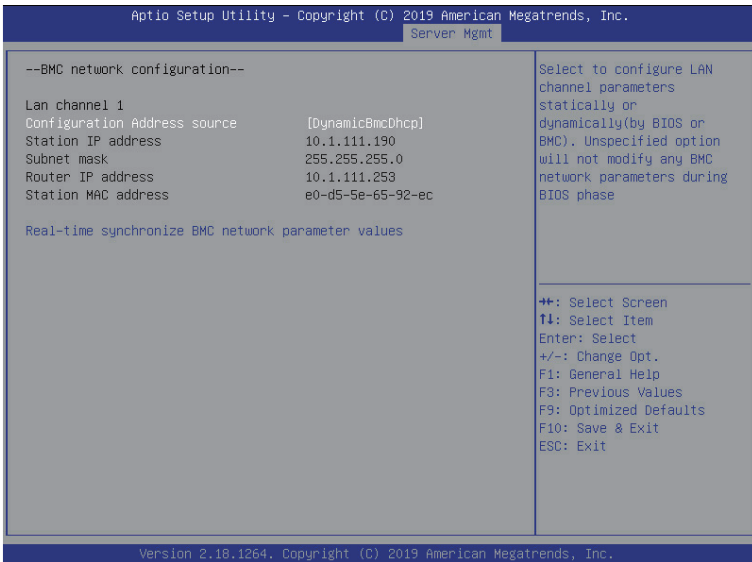 Aptio Setup Utility – Copyright (C) 2019 American Megatrends, Inc.
Server Mgmt
--BMC network configuration--
Lan channel 1
Configuration Address source [DynamicBmcDhcp]
Station IP address 10.1.111.190
Subnet mask 255.255.255.0
Router IP address 10.1.111.253
Station MAC address e0-d5-5e-65-92-ec
Real-time synchronize BMC network parameter values
Select to configure LAN
channel parameters
statically or
dynamically(by BIOS or
BMC). Unspecified option
will not modify any BMC
network parameters during
BIOS phase
→←: Select Screen
↑↓: Select Item
Enter: Select
+/-: Change Opt.
F1: General Help
F3: Previous Values
F9: Optimized Defaults
F10: Save & Exit
ESC: Exit
Version 2.18.1264. Copyright (C) 2019 American Megatrends, Inc.